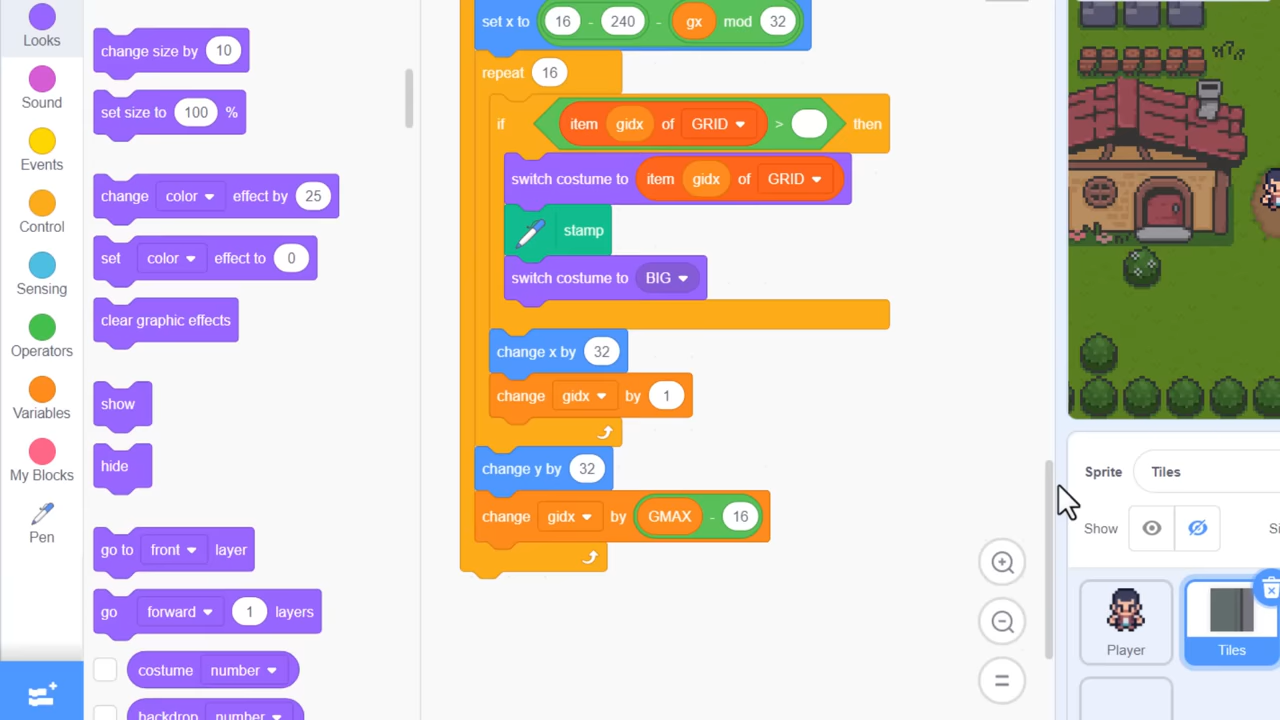 Looks
Sound
Events
Control
Sensing
Operators
Variables
My Blocks
Pen
change size by 10
set size to 100 %
change color effect by 25
set color effect to 0
clear graphic effects
show
hide
go to front layer
go forward 1 layers
costume number
backdrop number
set x to 16 - 240 - gx mod 32
repeat 16
if item gidx of GRID > then
switch costume to item gidx of GRID
stamp
switch costume to BIG
change x by 32
change gidx by 1
change y by 32
change gidx by GMAX - 16
Sprite Tiles
Show
Player
Tiles